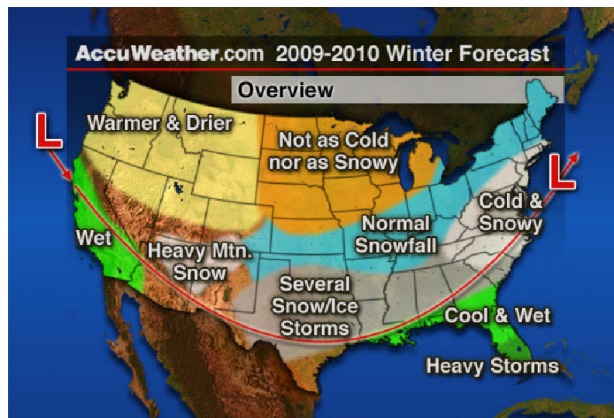 AccuWeather.com 2009-2010 Winter Forecast
Overview
L
Warmer & Drier
Not as Cold
nor as Snowy
L
Cold &
Snowy
Wet
Heavy Mtn.
Snow
Normal
Snowfall
Several
Snow/Ice
Storms
Cool & Wet
Heavy Storms